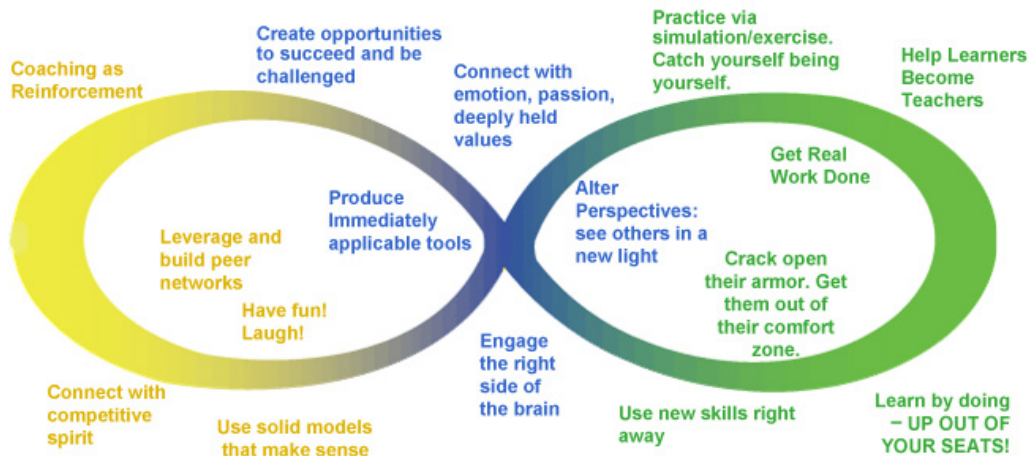 Coaching as
Reinforcement
Create opportunities
to succeed and be
challenged
Connect with
emotion, passion,
deeply held
values
Practice via
simulation/exercise.
Catch yourself being
yourself.
Help Learners
Become
Teachers
Get Real
Work Done
Produce
Immediately
applicable tools
Alter
Perspectives:
see others in a
new light
Leverage and
build peer
networks
Have fun!
Laugh!
Crack open
their armor. Get
them out of
their comfort
zone.
Engage
the right
side of
the brain
Connect with
competitive
spirit
Use solid models
that make sense
Use new skills right
away
Learn by doing
– UP OUT OF
YOUR SEATS!